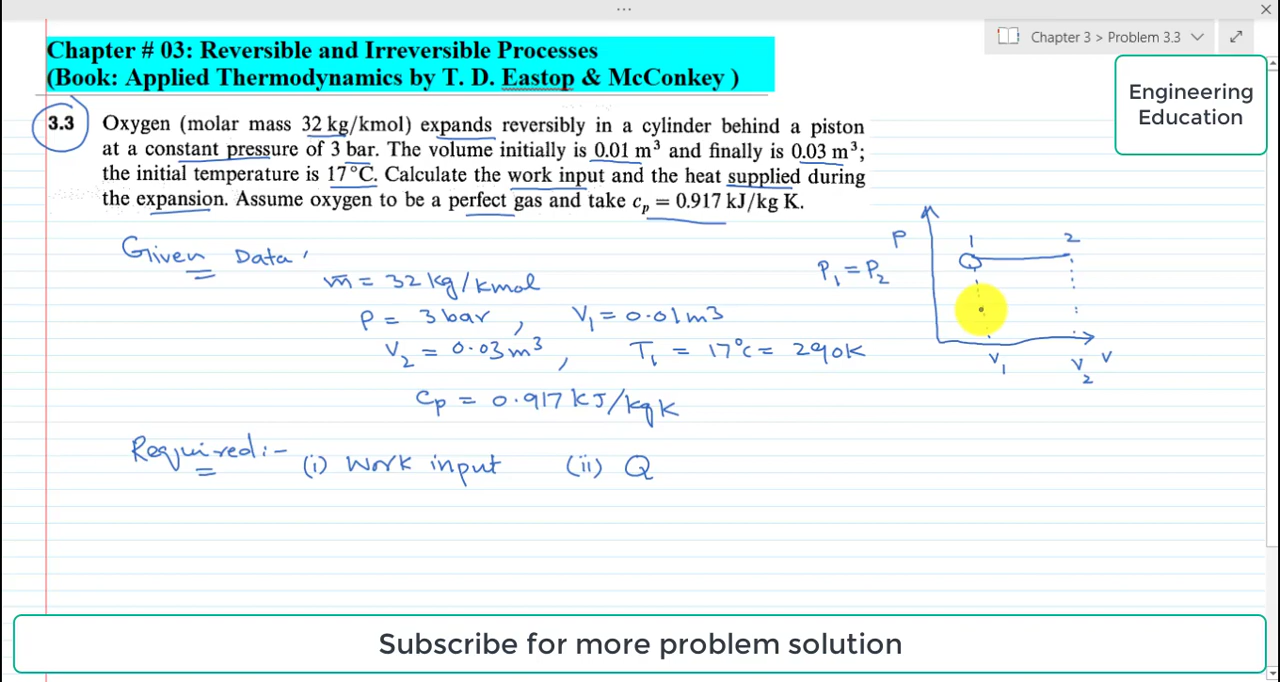 ...
Chapter 3 > Problem 3.3
Chapter # 03: Reversible and Irreversible Processes
(Book: Applied Thermodynamics by T. D. Eastop & McConkey )
Engineering
Education
3.3 Oxygen (molar mass 32 kg/kmol) expands reversibly in a cylinder behind a piston
at a constant pressure of 3 bar. The volume initially is 0.01 m³ and finally is 0.03 m³;
the initial temperature is 17°C. Calculate the work input and the heat supplied during
the expansion. Assume oxygen to be a perfect gas and take cₚ = 0.917 kJ/kg K.
Given Data'
m̄ = 32 kg/kmol
P = 3 bar , V₁ = 0.01 m3
V₂ = 0.03 m³ , T₁ = 17°C = 290K
Cp = 0.917 KJ/kgK
P
1 2
P₁ = P₂
V₁ V₂ V
Required:-
(i) Work input (ii) Q
Subscribe for more problem solution